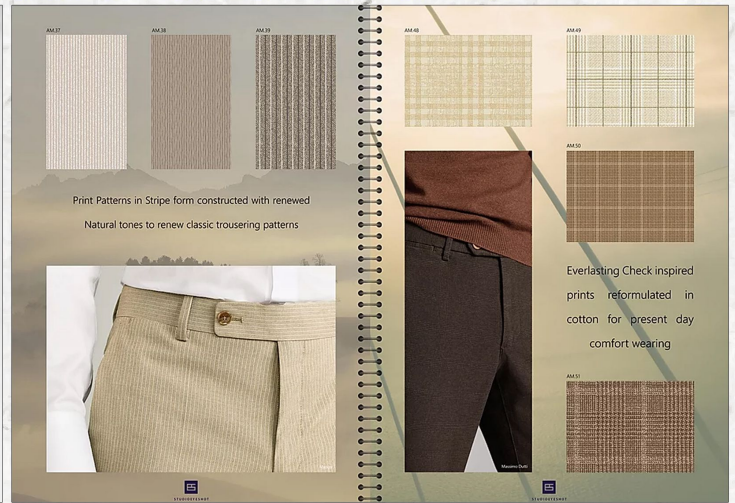 AM.37
AM.38
AM.39
Print Patterns in Stripe form constructed with renewed
Natural tones to renew classic trousering patterns
AM.48
AM.49
AM.50
Everlasting Check inspired
prints reformulated in
cotton for present day
comfort wearing
AM.51
Massimo Dutti